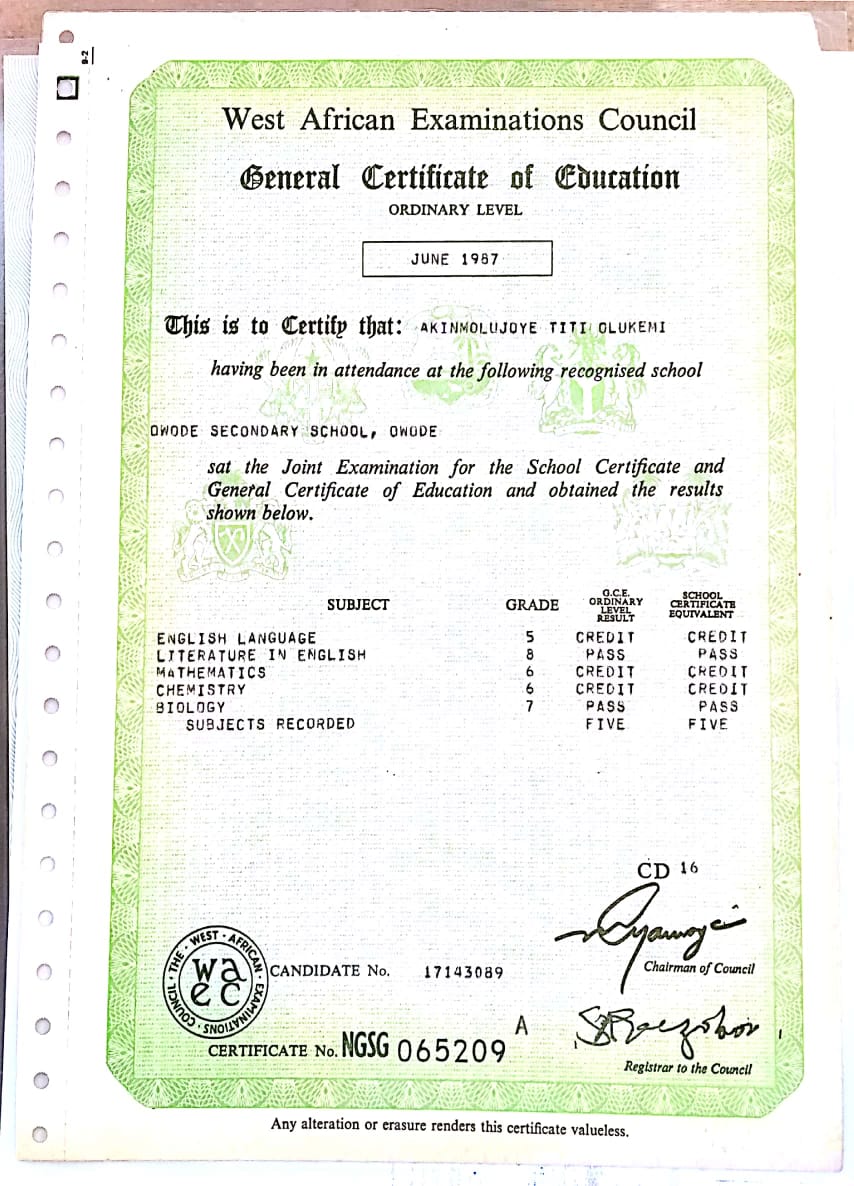 West African Examinations Council
General Certificate of Education
ORDINARY LEVEL
JUNE 1987
This is to Certify that: AKINMOLUJOYE TITI OLUKEMI
having been in attendance at the following recognised school
OWODE SECONDARY SCHOOL, OWODE
sat the Joint Examination for the School Certificate and
General Certificate of Education and obtained the results
shown below.
SUBJECT GRADE G.C.E. ORDINARY LEVEL RESULT SCHOOL CERTIFICATE EQUIVALENT
ENGLISH LANGUAGE 5 CREDIT CREDIT
LITERATURE IN ENGLISH 8 PASS PASS
MATHEMATICS 6 CREDIT CREDIT
CHEMISTRY 6 CREDIT CREDIT
BIOLOGY 7 PASS PASS
SUBJECTS RECORDED FIVE FIVE
CD 16
THE · WEST · AFRICAN · EXAMINATIONS · COUNCIL
waec
CANDIDATE No. 17143089
Chairman of Council
CERTIFICATE No. NGSG 065209 A
Registrar to the Council
Any alteration or erasure renders this certificate valueless.